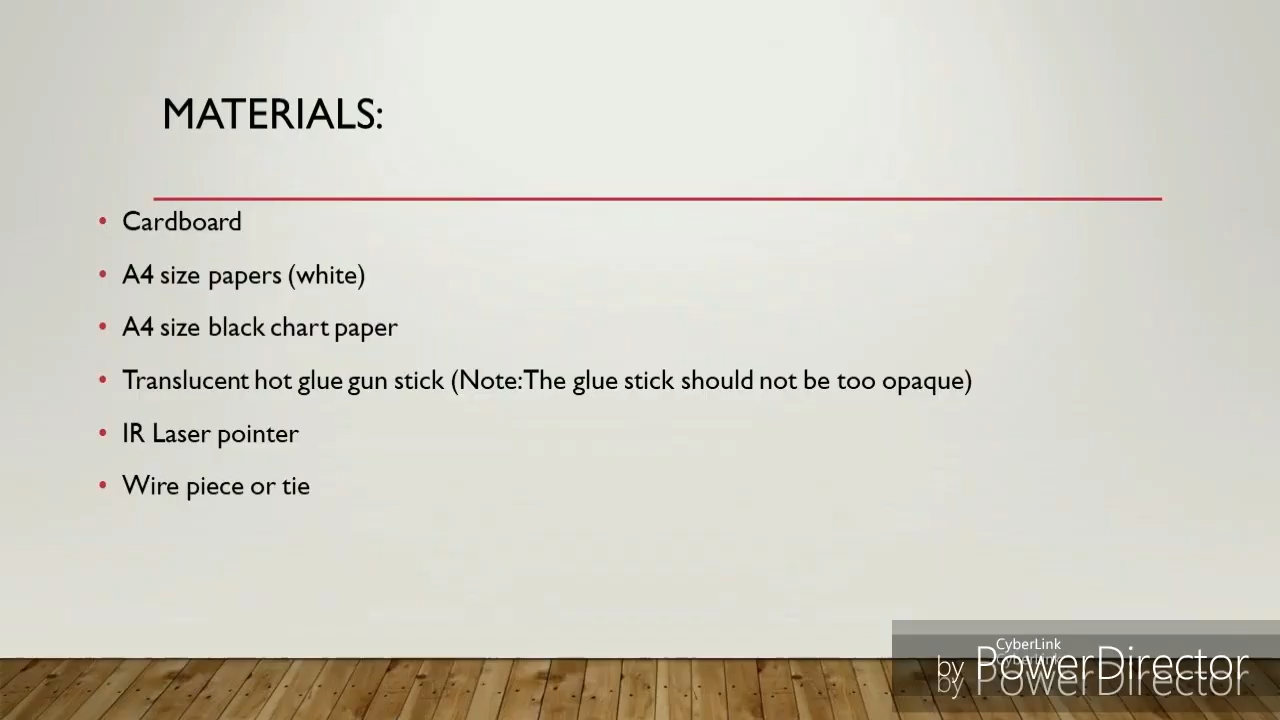 MATERIALS:
• Cardboard
• A4 size papers (white)
• A4 size black chart paper
• Translucent hot glue gun stick (Note:The glue stick should not be too opaque)
• IR Laser pointer
• Wire piece or tie
CyberLink
by PowerDirector